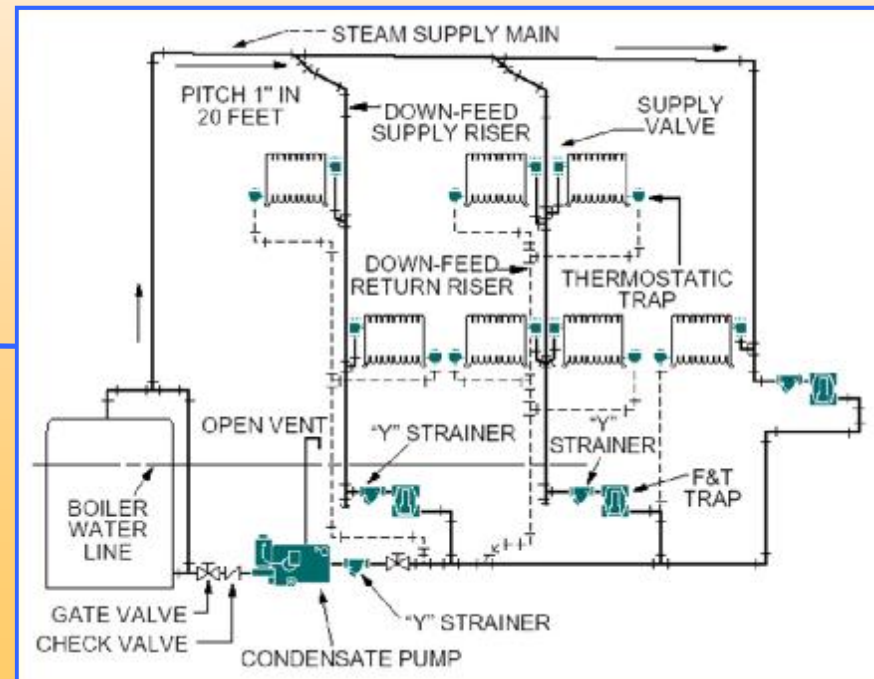 STEAM SUPPLY MAIN
PITCH 1" IN
20 FEET
DOWN-FEED
SUPPLY RISER
SUPPLY
VALVE
DOWN-FEED
RETURN RISER
THERMOSTATIC
TRAP
OPEN VENT
"Y" STRAINER
"Y"
STRAINER
F&T
TRAP
BOILER
WATER
LINE
GATE VALVE
CHECK VALVE
"Y" STRAINER
CONDENSATE PUMP